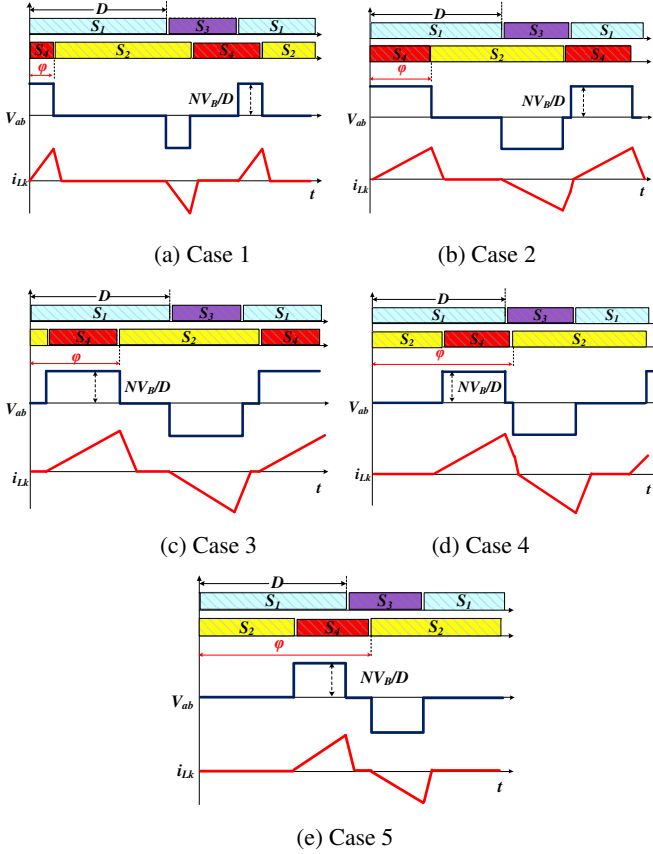 D
S1 S3 S1
S4 S2 S4 S2
φ
NVB/D
Vab
iLk
t
(a) Case 1
D
S1 S3 S1
S4 S2 S4
φ
NVB/D
Vab
iLk
t
(b) Case 2
D
S1 S3 S1
S4 S2 S4
φ
NVB/D
Vab
iLk
t
(c) Case 3
D
S1 S3 S1
S2 S4 S2
φ
NVB/D
Vab
iLk
t
(d) Case 4
D
S1 S3 S1
S2 S4 S2
φ
NVB/D
Vab
iLk
t
(e) Case 5